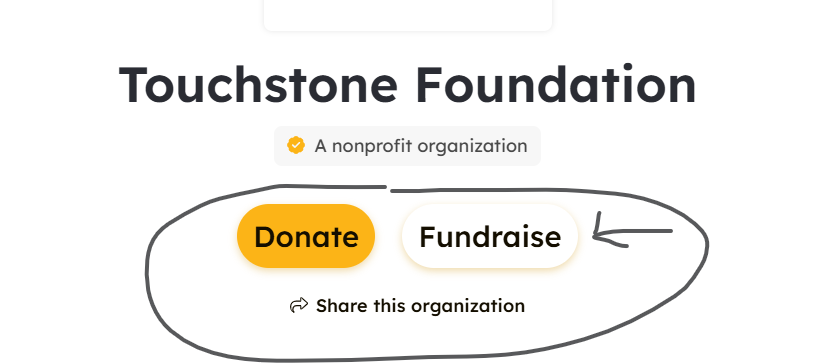 Touchstone Foundation
A nonprofit organization
Donate Fundraise
Share this organization